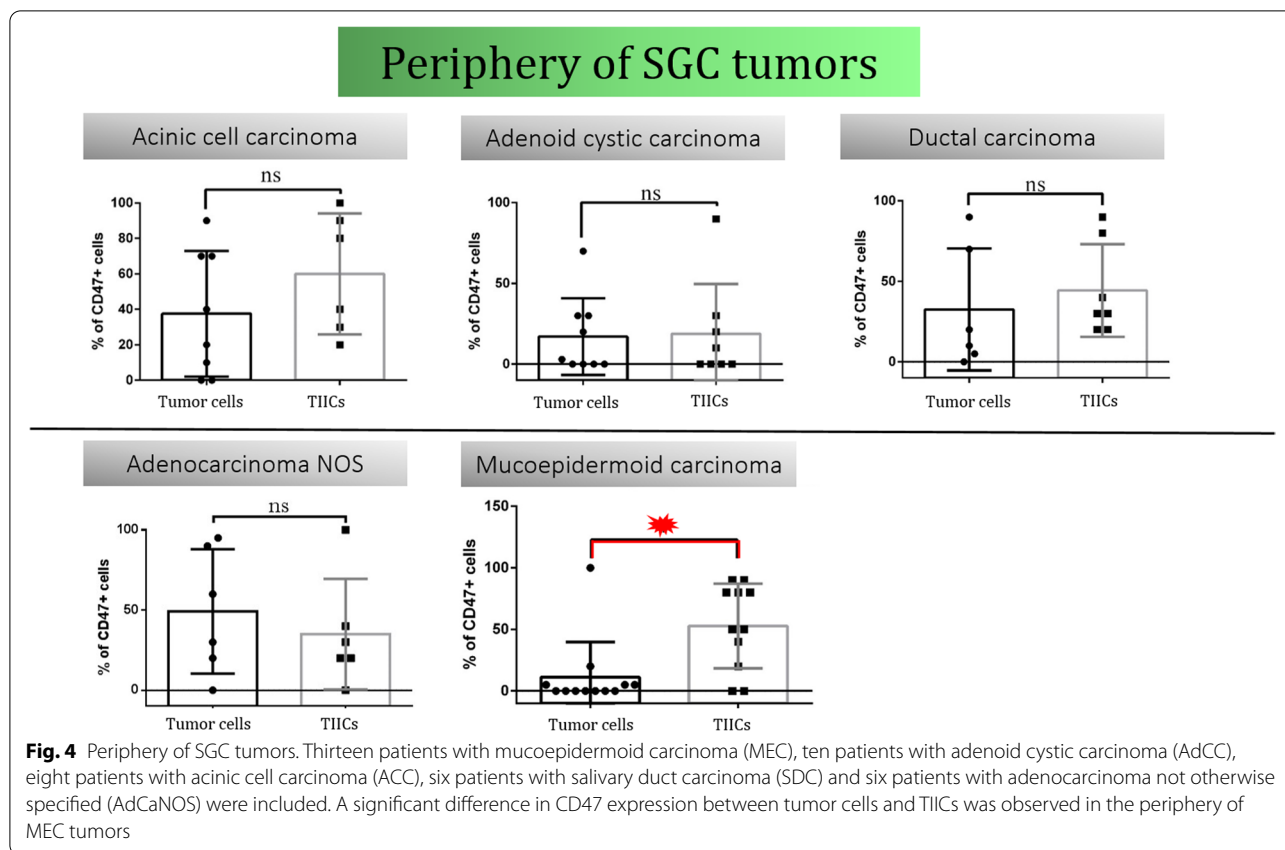 Periphery of SGC tumors
Acinic cell carcinoma
Adenoid cystic carcinoma
Ductal carcinoma
ns
ns
ns
% of CD47+ cells
100
80
60
40
20
0
Tumor cells
TIICs
% of CD47+ cells
100
50
0
Tumor cells
TIICs
% of CD47+ cells
100
50
0
Tumor cells
TIICs
Adenocarcinoma NOS
Mucoepidermoid carcinoma
ns
% of CD47+ cells
100
50
0
Tumor cells
TIICs
% of CD47+ cells
150
100
50
0
Tumor cells
TIICs
Fig. 4 Periphery of SGC tumors. Thirteen patients with mucoepidermoid carcinoma (MEC), ten patients with adenoid cystic carcinoma (AdCC),
eight patients with acinic cell carcinoma (ACC), six patients with salivary duct carcinoma (SDC) and six patients with adenocarcinoma not otherwise
specified (AdCaNOS) were included. A significant difference in CD47 expression between tumor cells and TIICs was observed in the periphery of
MEC tumors